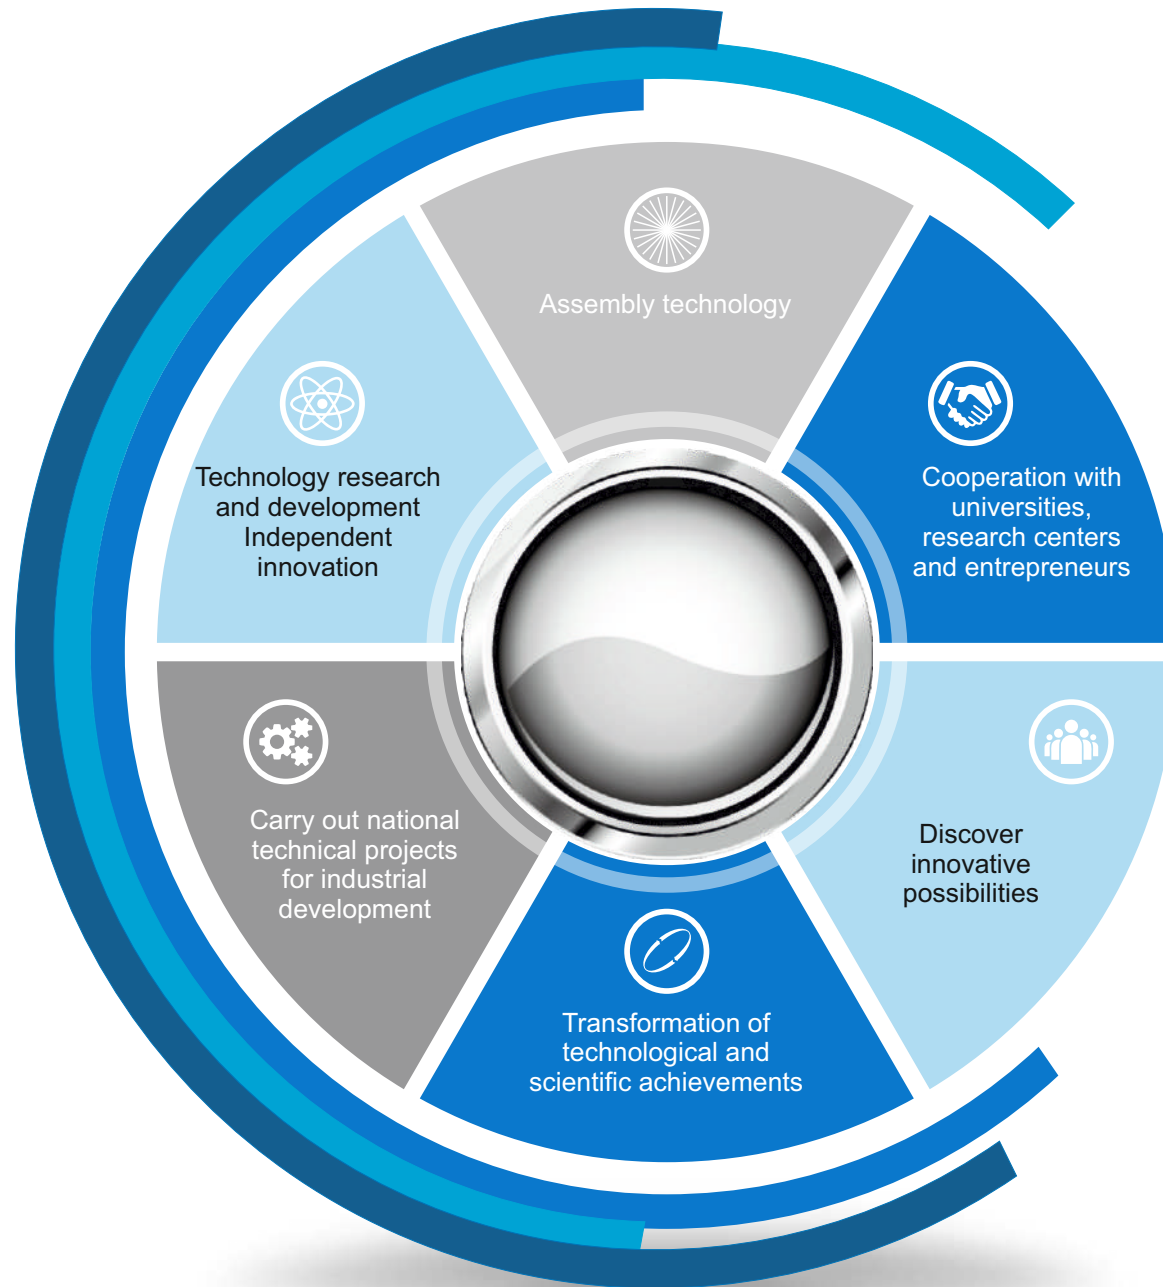 Assembly technology
Cooperation with
universities,
research centers
and entrepreneurs
Discover
innovative
possibilities
Transformation of
technological and
scientific achievements
Carry out national
technical projects
for industrial
development
Technology research
and development
Independent
innovation